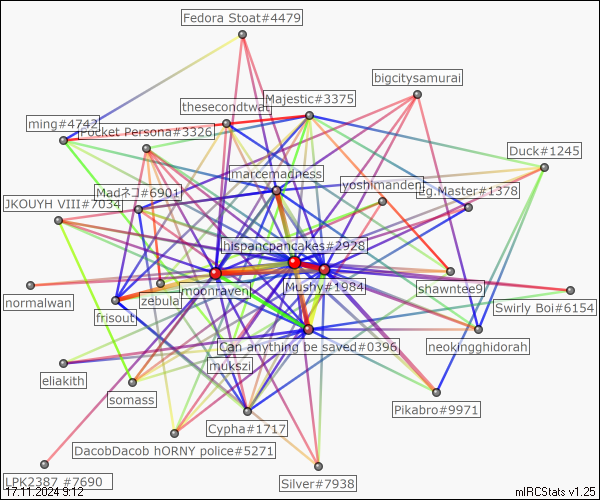 Fedora Stoat#4479
bigcitysamurai
Majestic#3375
thesecondtwat
ming#4742
Pocket Persona#3326
Duck#1245
marcemadness
yoshimanden
Eg.Master#1378
Madネコ#6901
JKOUYH VIII#7034
hispancpancakes#2928
moonraven
Mushy#1984
shawntee9
normalwan
zebula
frisout
Swirly Boi#6154
Can anything be saved#0396
neokingghidorah
mukszi
eliakith
somass
Pikabro#9971
Cypha#1717
DacobDacob hORNY police#5271
LPK2387 #7690
Silver#7938
17.11.2024 9:12
mIRCStats v1.25